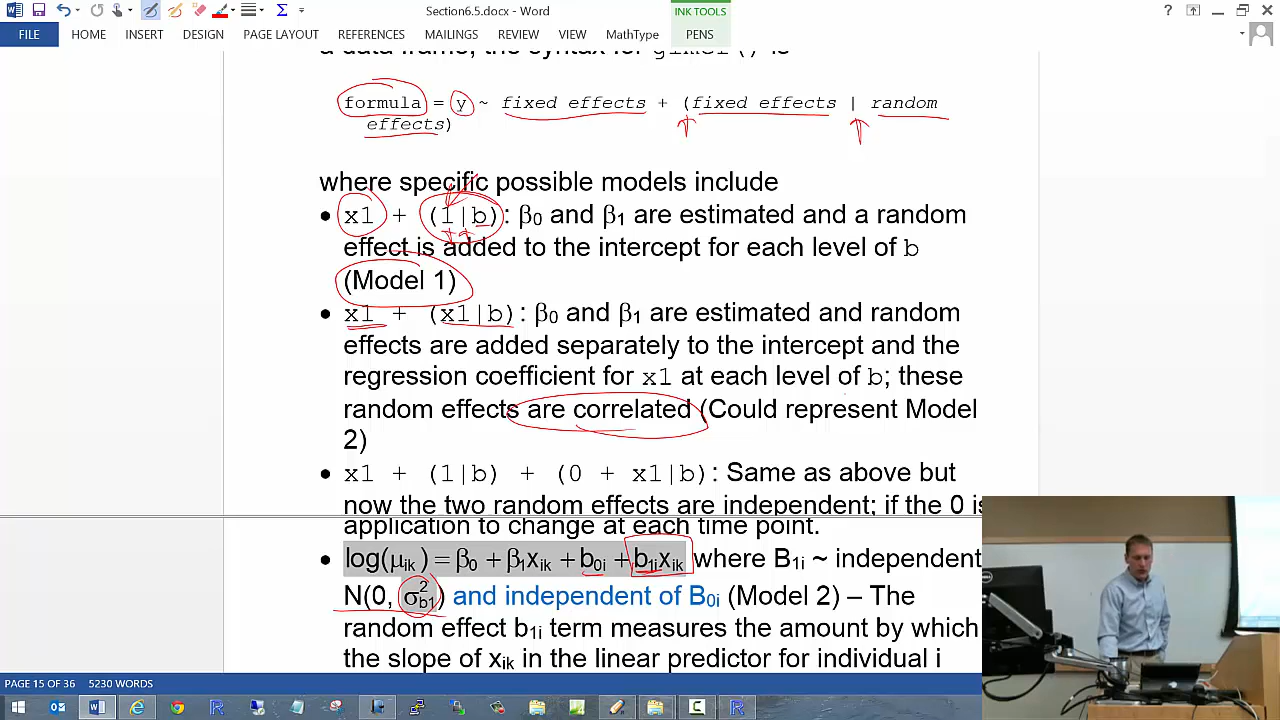 Section6.5.docx - Word
INK TOOLS
FILE
HOME
INSERT
DESIGN
PAGE LAYOUT
REFERENCES
MAILINGS
REVIEW
VIEW
MathType
PENS
a data frame, the syntax for glmer() is
formula = y ~ fixed effects + (fixed effects | random
effects)
where specific possible models include
• x1 + (1|b): β0 and β1 are estimated and a random
effect is added to the intercept for each level of b
(Model 1)
• x1 + (x1|b): β0 and β1 are estimated and random
effects are added separately to the intercept and the
regression coefficient for x1 at each level of b; these
random effects are correlated (Could represent Model
2)
• x1 + (1|b) + (0 + x1|b): Same as above but
now the two random effects are independent; if the 0 is
application to change at each time point.
• log(μik) = β0 + β1xik + b0i + b1ixik where B1i ~ independent
N(0, σ²b1) and independent of B0i (Model 2) – The
random effect b1i term measures the amount by which
the slope of xik in the linear predictor for individual i
PAGE 15 OF 36
5230 WORDS